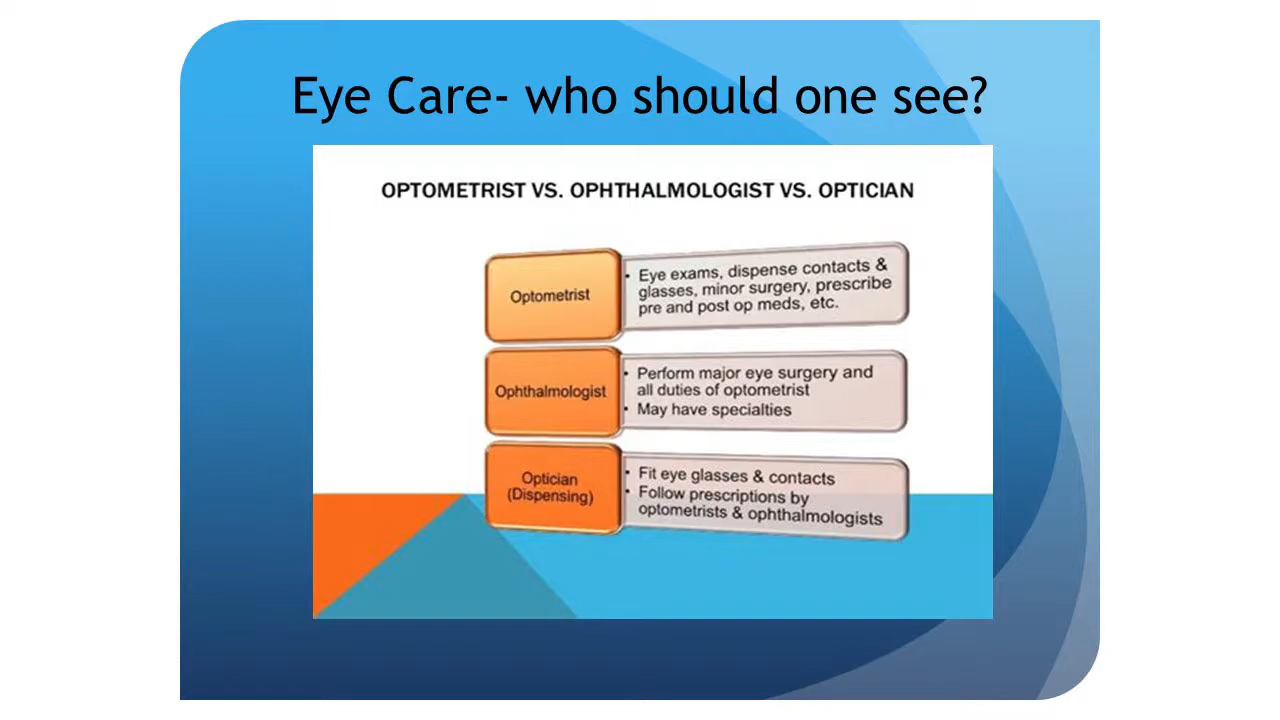 Eye Care- who should one see?
OPTOMETRIST VS. OPHTHALMOLOGIST VS. OPTICIAN
Optometrist
• Eye exams, dispense contacts &
glasses, minor surgery, prescribe
pre and post op meds, etc.
Ophthalmologist
• Perform major eye surgery and
all duties of optometrist
• May have specialties
Optician
(Dispensing)
• Fit eye glasses & contacts
• Follow prescriptions by
optometrists & ophthalmologists